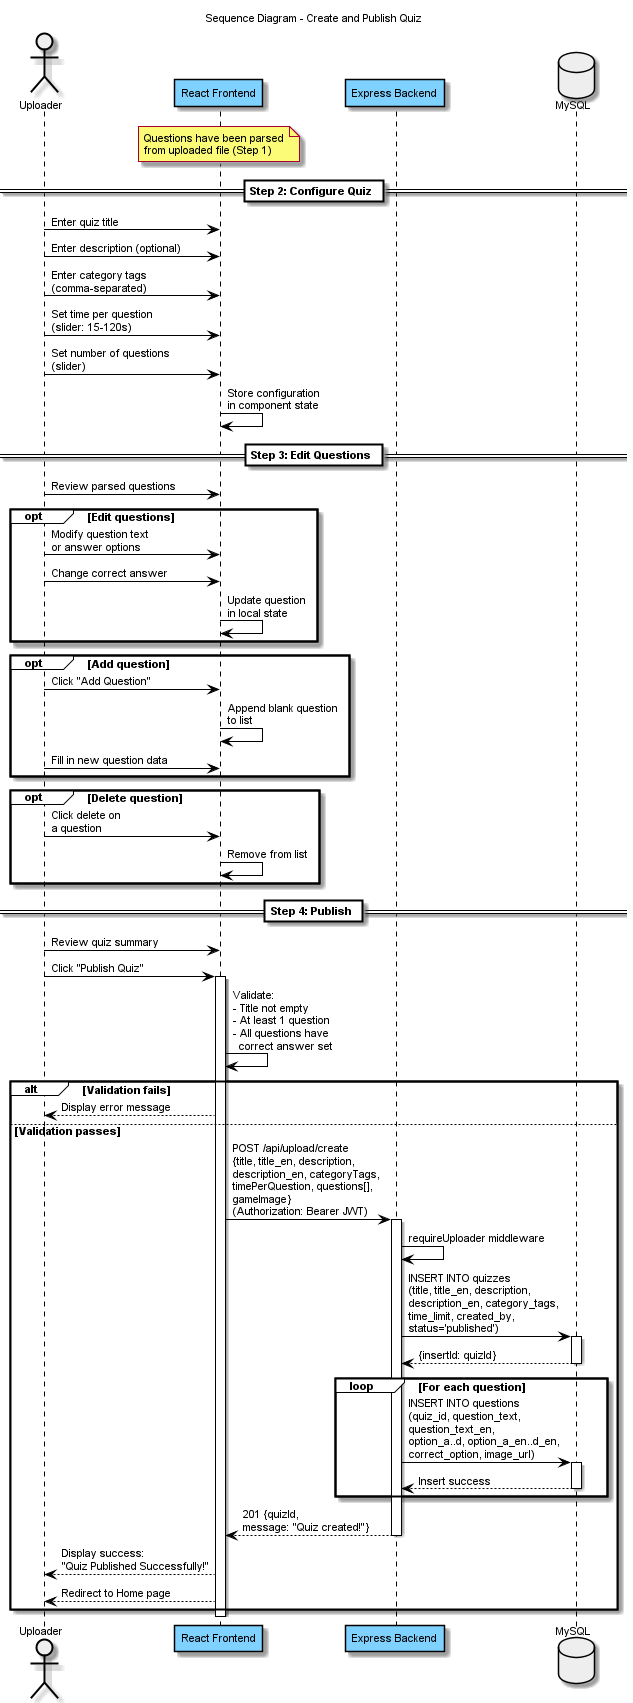 Sequence Diagram - Create and Publish Quiz
Uploader
React Frontend
Express Backend
MySQL
Questions have been parsed
from uploaded file (Step 1)
Step 2: Configure Quiz
Enter quiz title
Enter description (optional)
Enter category tags
(comma-separated)
Set time per question
(slider: 15-120s)
Set number of questions
(slider)
Store configuration
in component state
Step 3: Edit Questions
Review parsed questions
opt
[Edit questions]
Modify question text
or answer options
Change correct answer
Update question
in local state
opt
[Add question]
Click "Add Question"
Append blank question
to list
Fill in new question data
opt
[Delete question]
Click delete on
a question
Remove from list
Step 4: Publish
Review quiz summary
Click "Publish Quiz"
Validate:
- Title not empty
- At least 1 question
- All questions have
correct answer set
alt
[Validation fails]
Display error message
[Validation passes]
POST /api/upload/create
{title, title_en, description,
description_en, categoryTags,
timePerQuestion, questions[],
gameImage}
(Authorization: Bearer JWT)
requireUploader middleware
INSERT INTO quizzes
(title, title_en, description,
description_en, category_tags,
time_limit, created_by,
status='published')
{insertId: quizId}
loop
[For each question]
INSERT INTO questions
(quiz_id, question_text,
question_text_en,
option_a..d, option_a_en..d_en,
correct_option, image_url)
Insert success
201 {quizId,
message: "Quiz created!"}
Display success:
"Quiz Published Successfully!"
Redirect to Home page
Uploader
React Frontend
Express Backend
MySQL